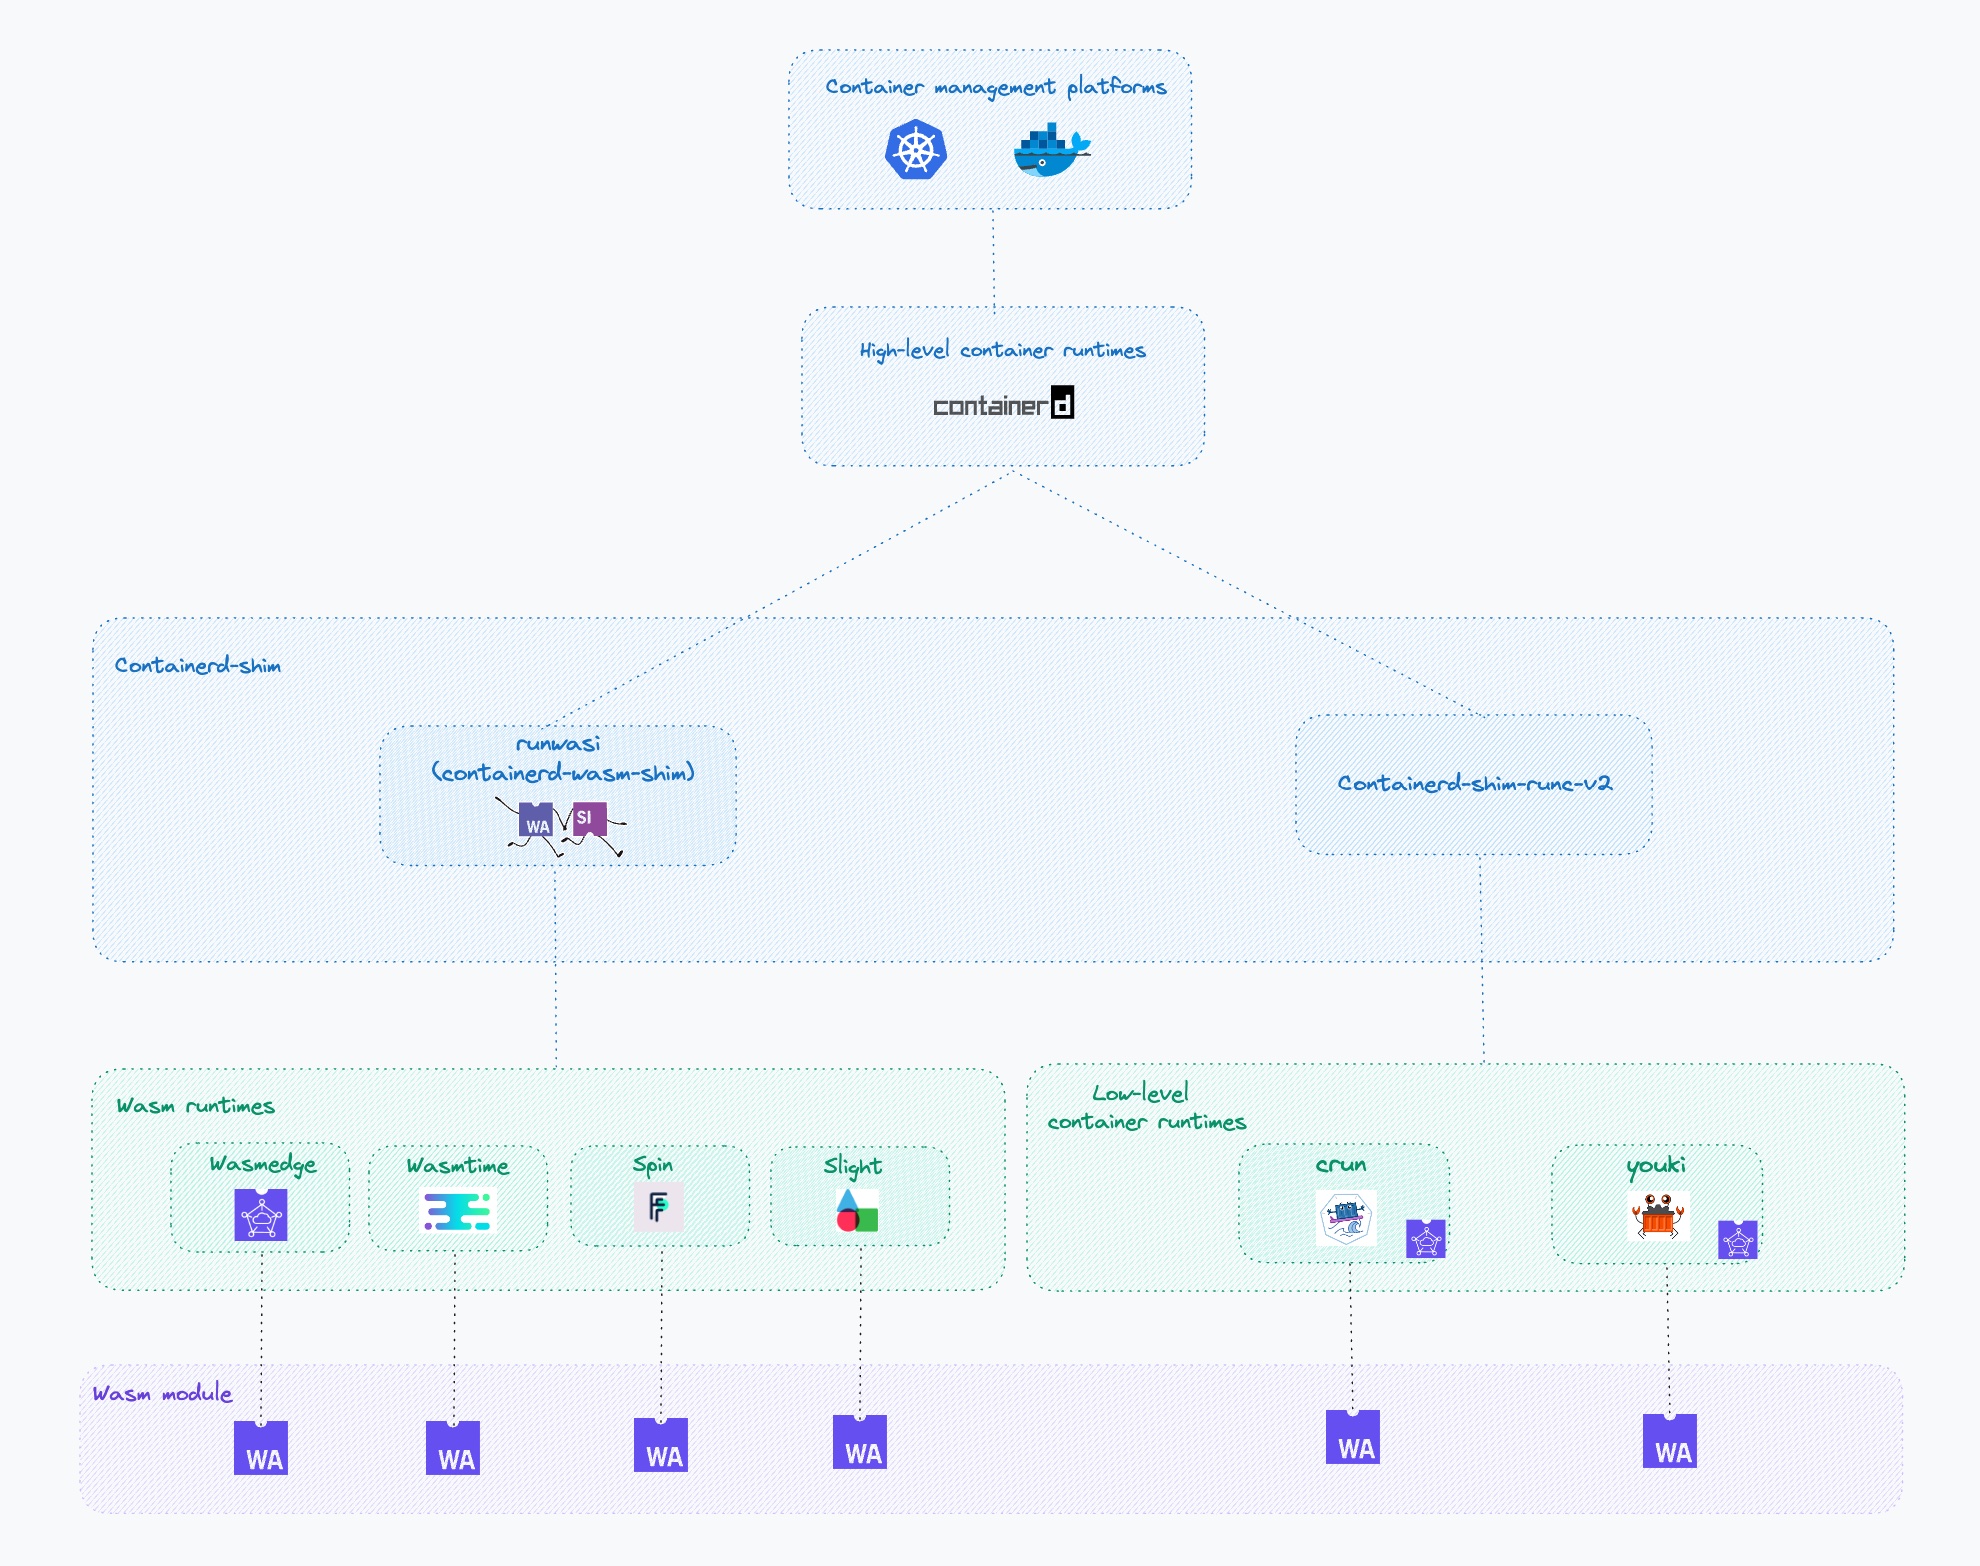 Container management platforms
High-level container runtimes
containerd
Containerd-shim
runwasi
(containerd-wasm-shim)
WA SI
Containerd-shim-runc-v2
Wasm runtimes
Wasmedge
Wasmtime
Spin
Slight
Low-level
container runtimes
crun
youki
Wasm module
WA
WA
WA
WA
WA
WA